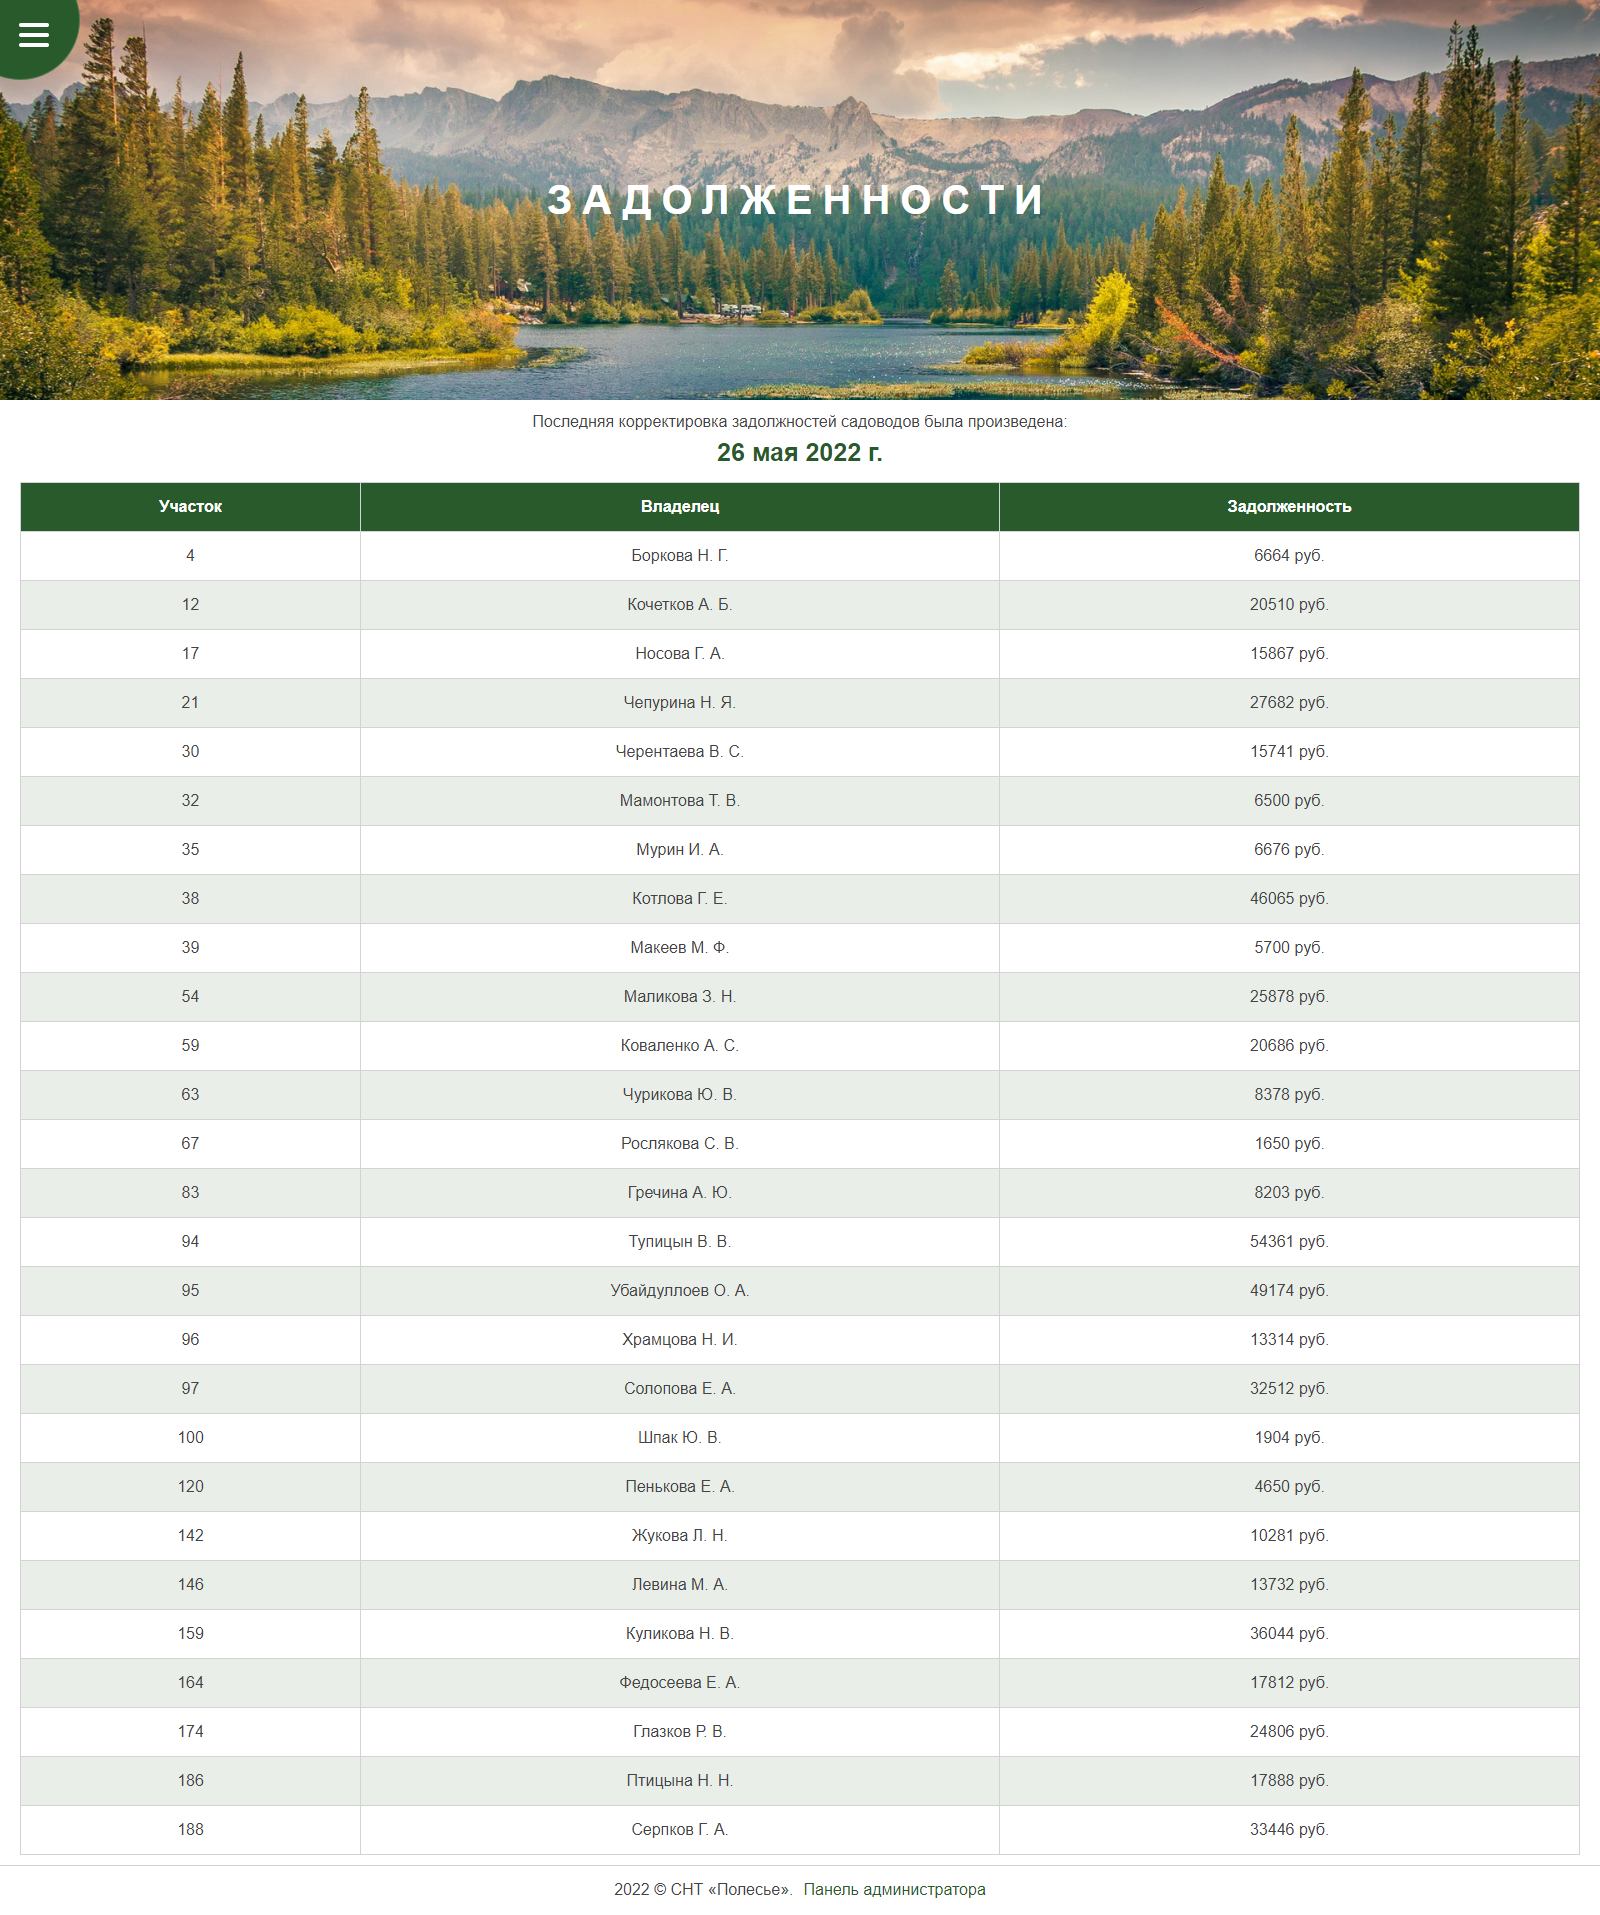 ЗАДОЛЖЕННОСТИ
Последняя корректировка задолжностей садоводов была произведена:
26 мая 2022 г.
Участок Владелец Задолженность
4 Боркова Н. Г. 6664 руб.
12 Кочетков А. Б. 20510 руб.
17 Носова Г. А. 15867 руб.
21 Чепурина Н. Я. 27682 руб.
30 Черентаева В. С. 15741 руб.
32 Мамонтова Т. В. 6500 руб.
35 Мурин И. А. 6676 руб.
38 Котлова Г. Е. 46065 руб.
39 Макеев М. Ф. 5700 руб.
54 Маликова З. Н. 25878 руб.
59 Коваленко А. С. 20686 руб.
63 Чурикова Ю. В. 8378 руб.
67 Рослякова С. В. 1650 руб.
83 Гречина А. Ю. 8203 руб.
94 Тупицын В. В. 54361 руб.
95 Убайдуллоев О. А. 49174 руб.
96 Храмцова Н. И. 13314 руб.
97 Солопова Е. А. 32512 руб.
100 Шпак Ю. В. 1904 руб.
120 Пенькова Е. А. 4650 руб.
142 Жукова Л. Н. 10281 руб.
146 Левина М. А. 13732 руб.
159 Куликова Н. В. 36044 руб.
164 Федосеева Е. А. 17812 руб.
174 Глазков Р. В. 24806 руб.
186 Птицына Н. Н. 17888 руб.
188 Серпков Г. А. 33446 руб.
2022 © СНТ «Полесье». Панель администратора